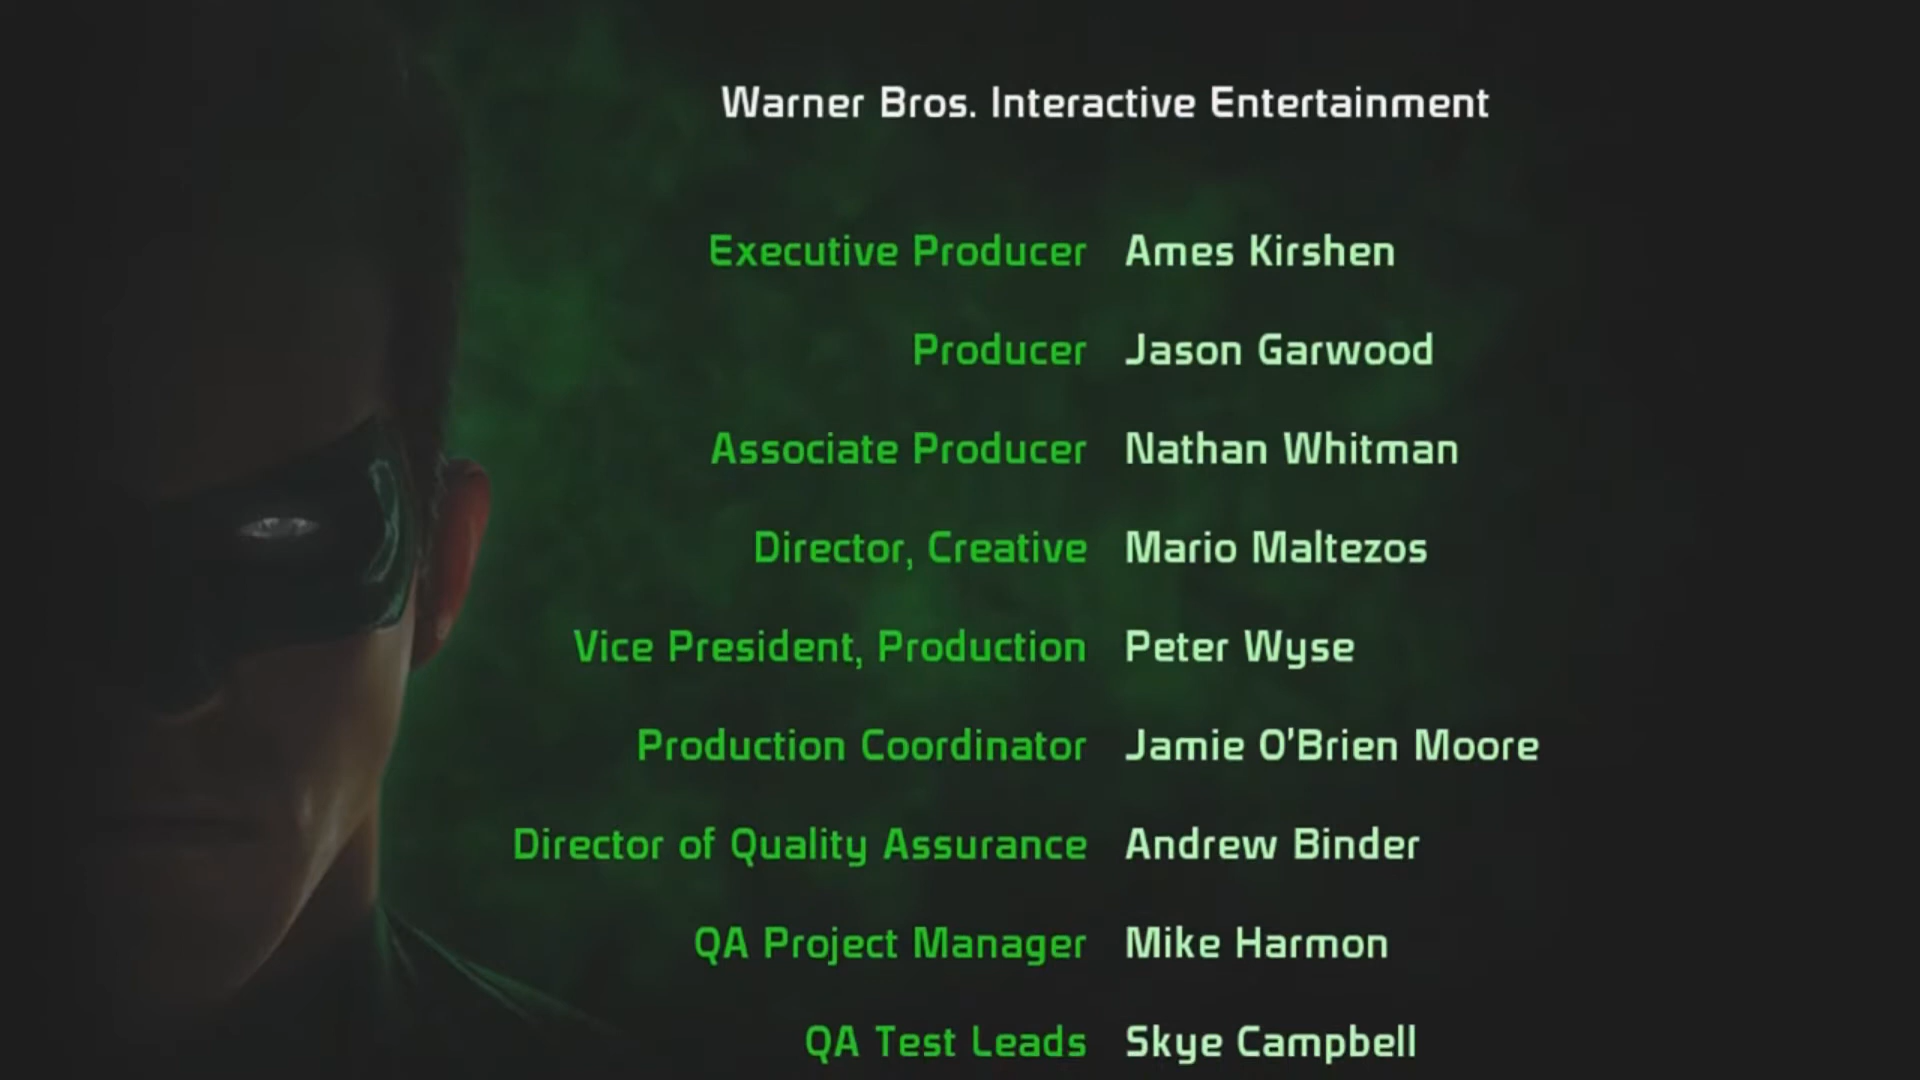 Warner Bros. Interactive Entertainment
Executive Producer Ames Kirshen
Producer Jason Garwood
Associate Producer Nathan Whitman
Director, Creative Mario Maltezos
Vice President, Production Peter Wyse
Production Coordinator Jamie O'Brien Moore
Director of Quality Assurance Andrew Binder
QA Project Manager Mike Harmon
QA Test Leads Skye Campbell